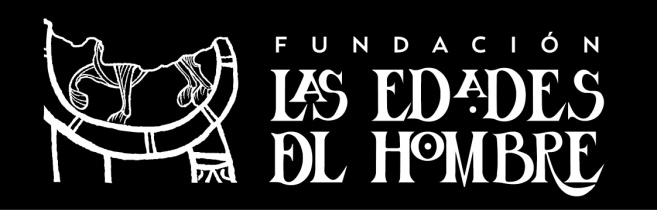 FUNDACIÓN
LAS EDADES
DEL HOMBRE